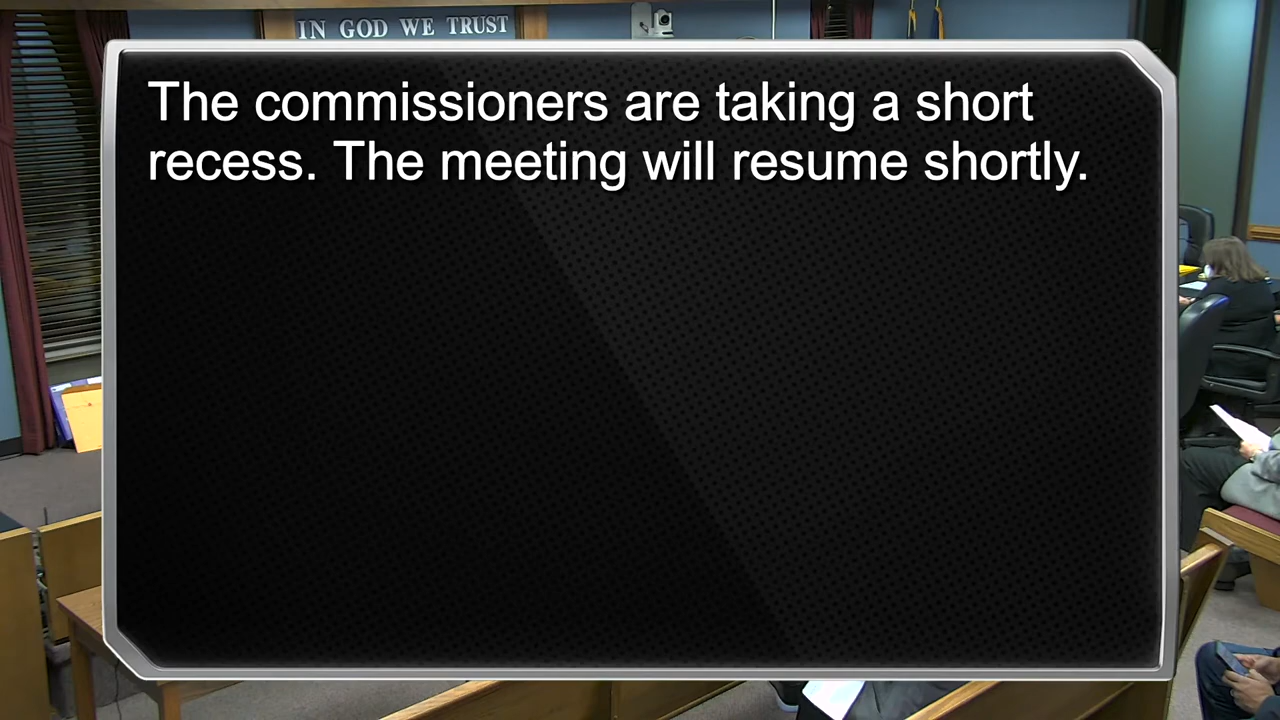 IN GOD WE TRUST
The commissioners are taking a short
recess. The meeting will resume shortly.